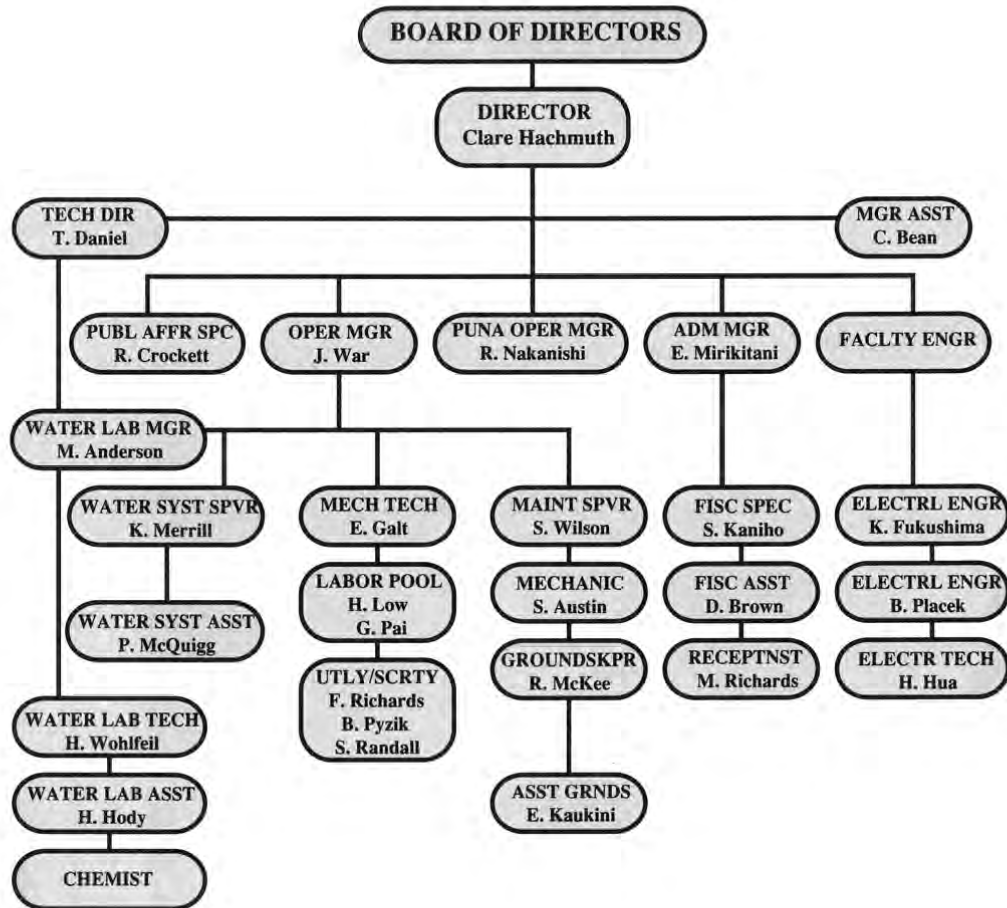 BOARD OF DIRECTORS
DIRECTOR
Clare Hachmuth
TECH DIR
T. Daniel
MGR ASST
C. Bean
PUBL AFFR SPC
R. Crockett
OPER MGR
J. War
PUNA OPER MGR
R. Nakanishi
ADM MGR
E. Mirikitani
FACLTY ENGR
WATER LAB MGR
M. Anderson
WATER SYST SPVR
K. Merrill
MECH TECH
E. Galt
MAINT SPVR
S. Wilson
FISC SPEC
S. Kaniho
ELECTRL ENGR
K. Fukushima
LABOR POOL
H. Low
G. Pai
MECHANIC
S. Austin
FISC ASST
D. Brown
ELECTRL ENGR
B. Placek
WATER SYST ASST
P. McQuigg
UTLY/SCRTY
F. Richards
B. Pyzik
S. Randall
GROUNDSKPR
R. McKee
RECEPTNST
M. Richards
ELECTR TECH
H. Hua
WATER LAB TECH
H. Wohlfeil
WATER LAB ASST
H. Hody
ASST GRNDS
E. Kaukini
CHEMIST